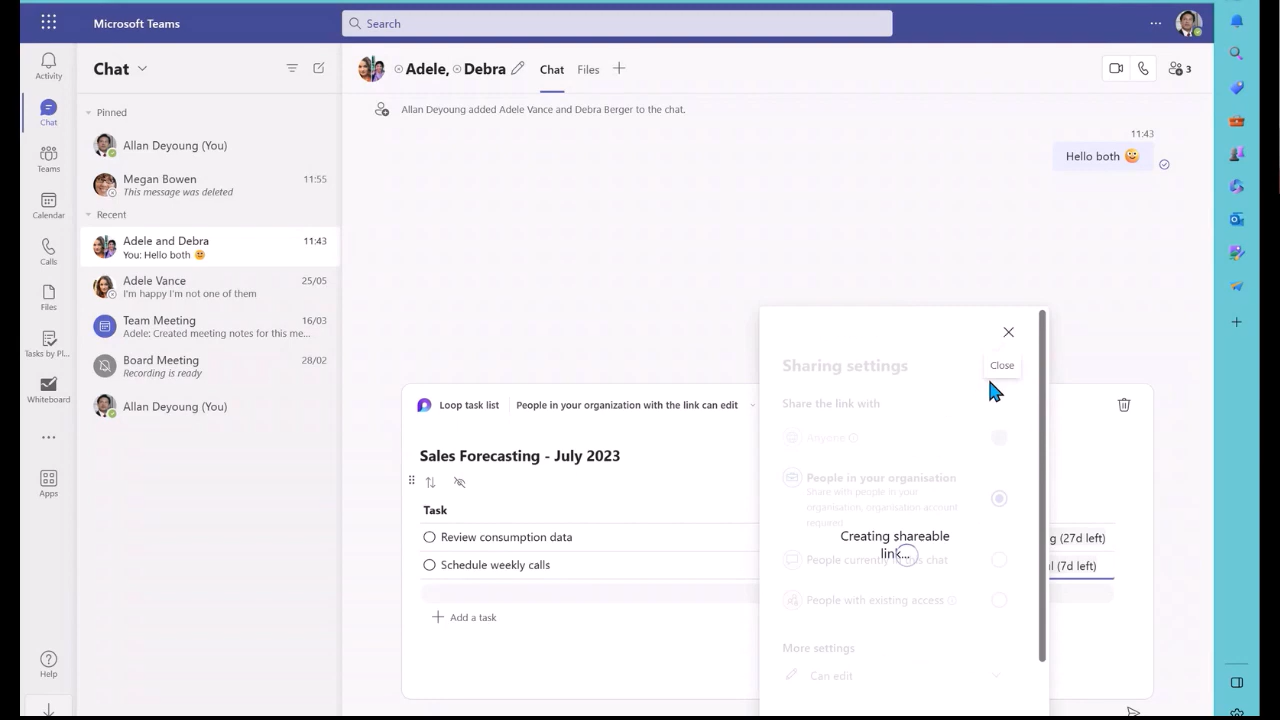 Microsoft Teams
Search
Activity
Chat
Teams
Calendar
Calls
Files
Tasks by Pl...
Whiteboard
Apps
Help
Chat
Pinned
Allan Deyoung (You)
Megan Bowen 11:55
This message was deleted
Recent
Adele and Debra 11:43
You: Hello both
Adele Vance 25/05
I'm happy I'm not one of them
Team Meeting 16/03
Adele: Created meeting notes for this me...
Board Meeting 28/02
Recording is ready
Allan Deyoung (You)
Adele, Debra Chat Files 3
Allan Deyoung added Adele Vance and Debra Berger to the chat.
11:43
Hello both
Loop task list People in your organization with the link can edit
Sales Forecasting - July 2023
Task
Review consumption data
Schedule weekly calls
Add a task
g (27d left)
l (7d left)
Close
Sharing settings
Share the link with
Anyone
People in your organisation
Share with people in your
organisation, organisation account
required
Creating shareable
link...
People currently in this chat
People with existing access
More settings
Can edit